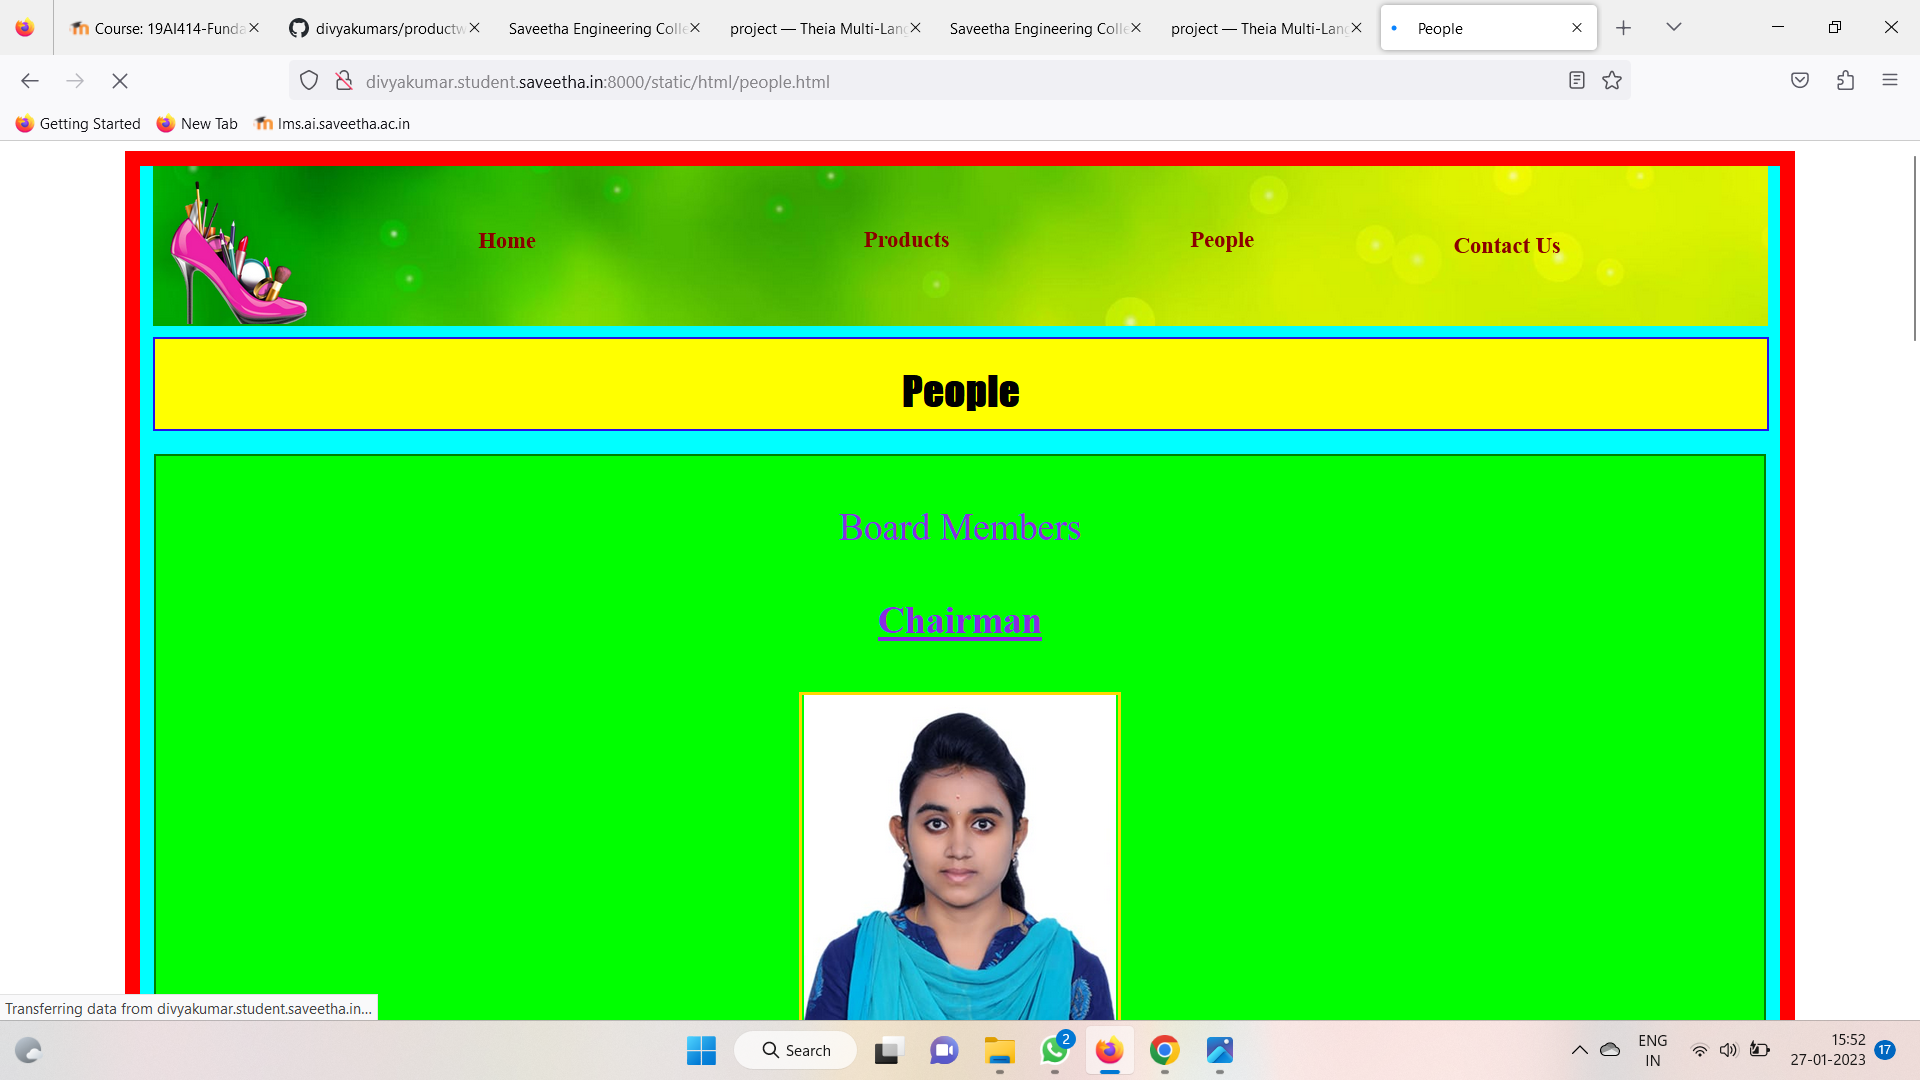 Course: 19AI414-Funda
divyakumars/productw
Saveetha Engineering Colle
project — Theia Multi-Lang
Saveetha Engineering Colle
project — Theia Multi-Lang
People
divyakumar.student.saveetha.in:8000/static/html/people.html
Getting Started
New Tab
lms.ai.saveetha.ac.in
Home
Products
People
Contact Us
People
Board Members
Chairman
Transferring data from divyakumar.student.saveetha.in...
Search
2
ENG
IN
15:52
27-01-2023
17